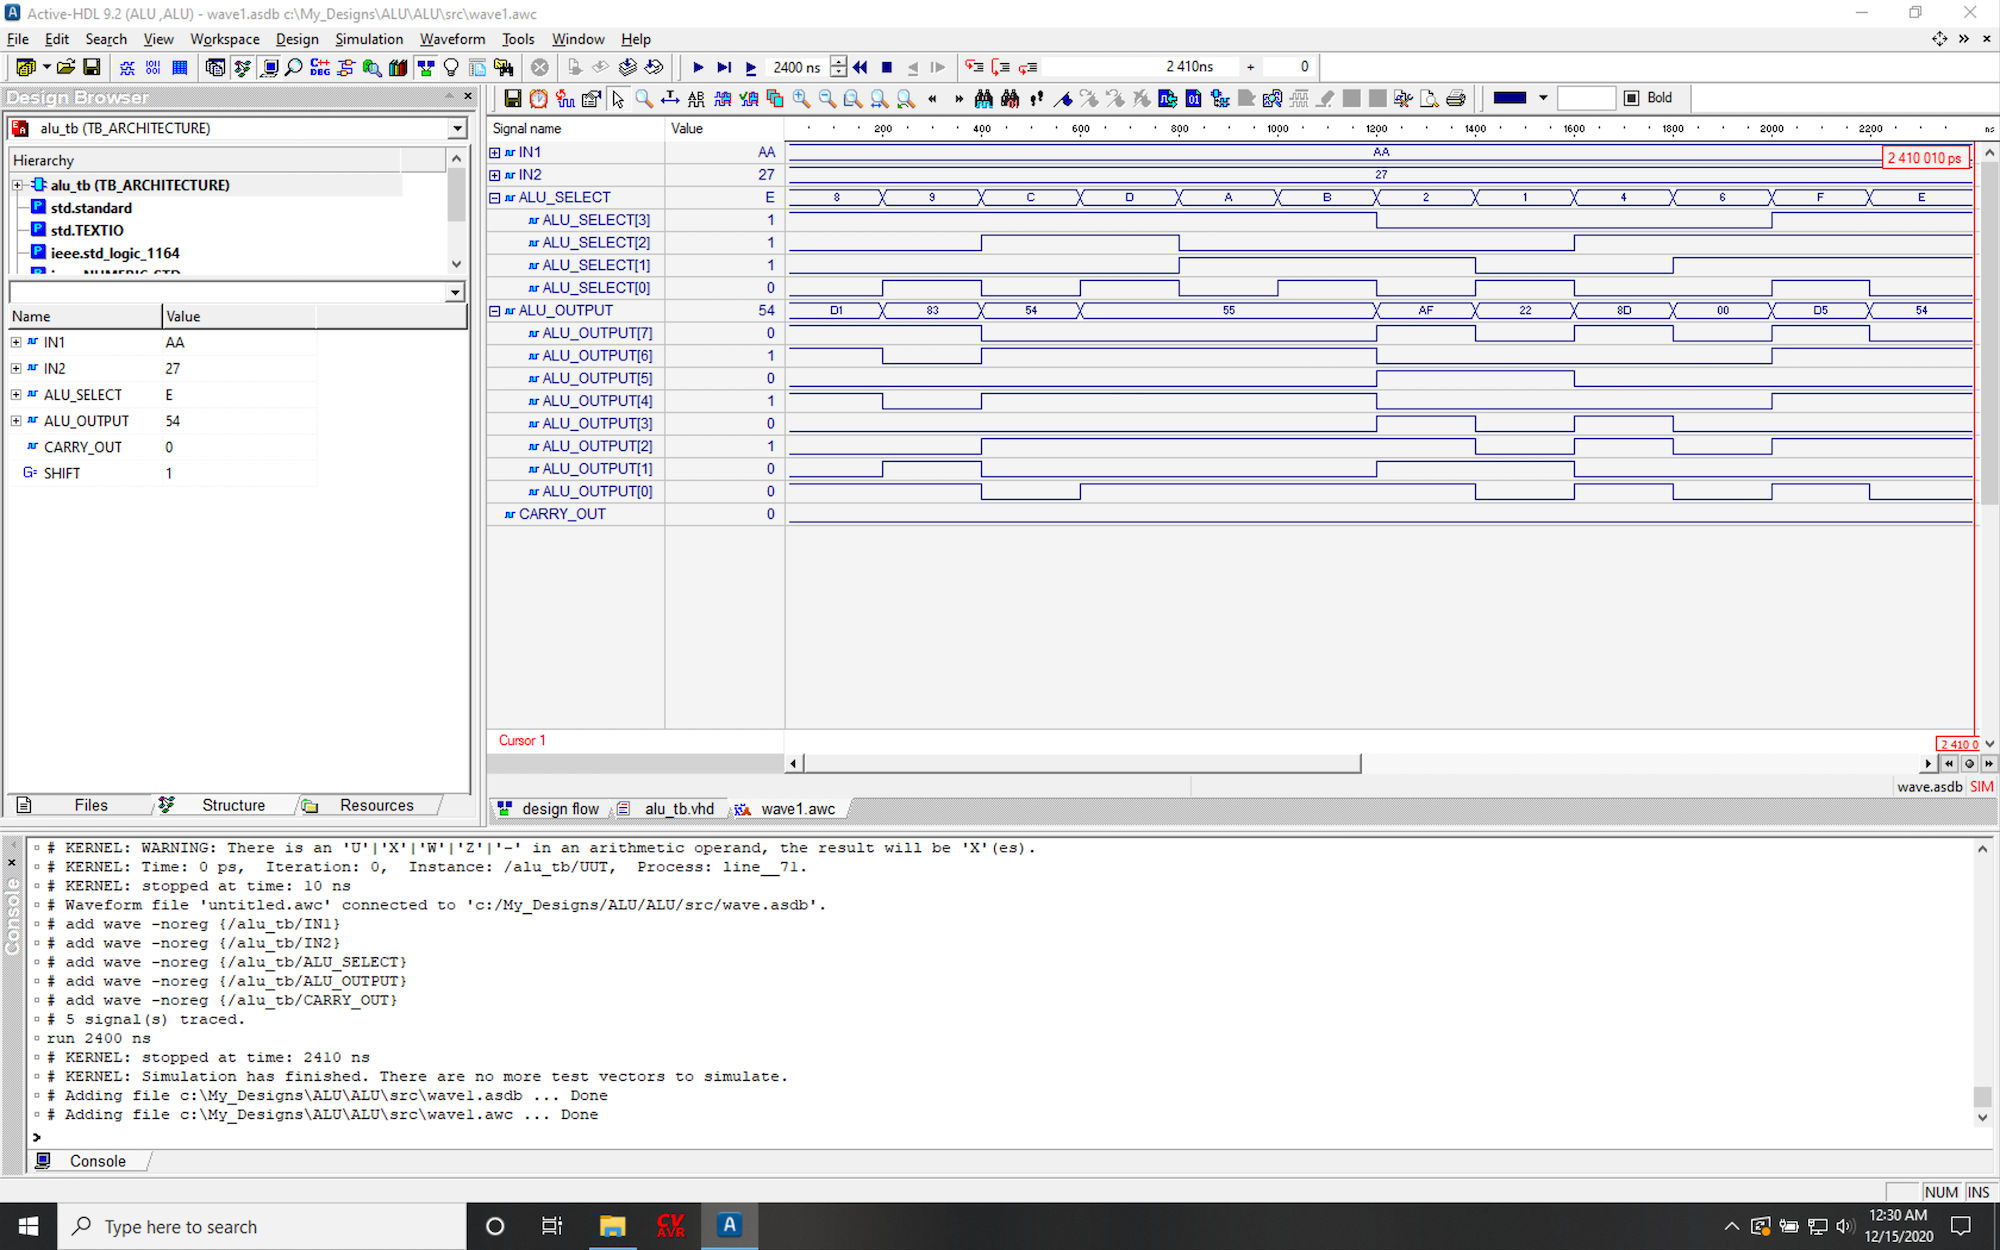 Active-HDL 9.2 (ALU ,ALU) - wave1.asdb c:\My_Designs\ALU\ALU\src\wave1.awc
File Edit Search View Workspace Design Simulation Waveform Tools Window Help
2400 ns 2 410ns + 0
Design Browser
Bold
alu_tb (TB_ARCHITECTURE)
Hierarchy
alu_tb (TB_ARCHITECTURE)
std.standard
std.TEXTIO
ieee.std_logic_1164
Name Value
IN1 AA
IN2 27
ALU_SELECT E
ALU_OUTPUT 54
CARRY_OUT 0
SHIFT 1
Files Structure Resources
Signal name Value 200 400 600 800 1000 1200 1400 1600 1800 2000 2200 ns
IN1 AA AA
2 410 010 ps
IN2 27 27
ALU_SELECT E 8 9 C D A B 2 1 4 6 F E
ALU_SELECT[3] 1
ALU_SELECT[2] 1
ALU_SELECT[1] 1
ALU_SELECT[0] 0
ALU_OUTPUT 54 D1 83 54 55 AF 22 8D 00 D5 54
ALU_OUTPUT[7] 0
ALU_OUTPUT[6] 1
ALU_OUTPUT[5] 0
ALU_OUTPUT[4] 1
ALU_OUTPUT[3] 0
ALU_OUTPUT[2] 1
ALU_OUTPUT[1] 0
ALU_OUTPUT[0] 0
CARRY_OUT 0
Cursor 1
2 410 0
wave.asdb SIM
design flow alu_tb.vhd wave1.awc
# KERNEL: WARNING: There is an 'U'|'X'|'W'|'Z'|'-' in an arithmetic operand, the result will be 'X'(es).
# KERNEL: Time: 0 ps, Iteration: 0, Instance: /alu_tb/UUT, Process: line__71.
# KERNEL: stopped at time: 10 ns
# Waveform file 'untitled.awc' connected to 'c:/My_Designs/ALU/ALU/src/wave.asdb'.
# add wave -noreg {/alu_tb/IN1}
# add wave -noreg {/alu_tb/IN2}
# add wave -noreg {/alu_tb/ALU_SELECT}
# add wave -noreg {/alu_tb/ALU_OUTPUT}
# add wave -noreg {/alu_tb/CARRY_OUT}
# 5 signal(s) traced.
run 2400 ns
# KERNEL: stopped at time: 2410 ns
# KERNEL: Simulation has finished. There are no more test vectors to simulate.
# Adding file c:\My_Designs\ALU\ALU\src\wave1.asdb ... Done
# Adding file c:\My_Designs\ALU\ALU\src\wave1.awc ... Done
>
Console
Console
NUM INS
Type here to search
CV
AVR
A
12:30 AM
12/15/2020